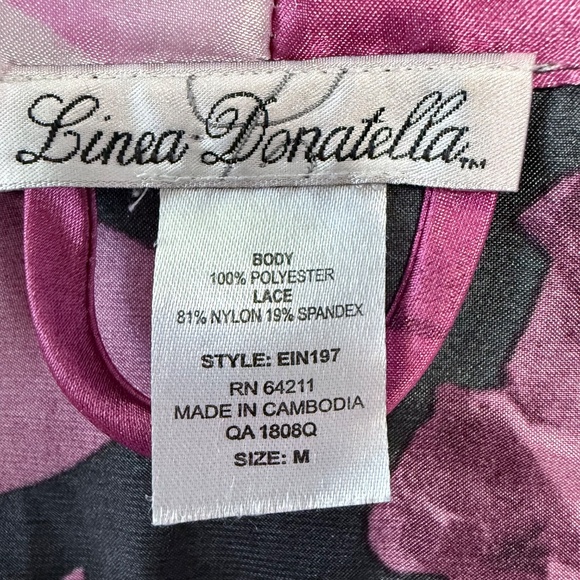 Linea Donatella™
BODY
100% POLYESTER
LACE
81% NYLON 19% SPANDEX
STYLE: EIN197
RN 64211
MADE IN CAMBODIA
QA 1808Q
SIZE: M